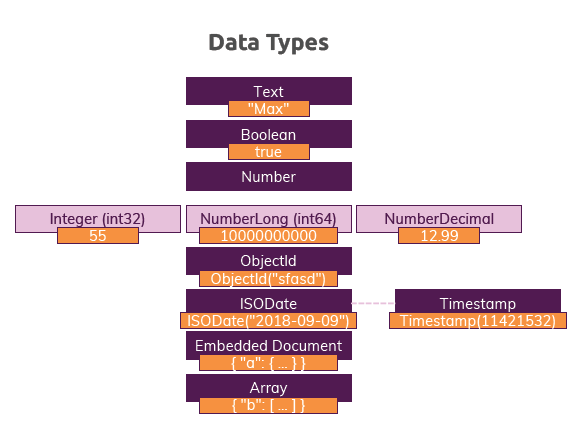 Data Types
Text
"Max"
Boolean
true
Number
Integer (int32)
55
NumberLong (int64)
10000000000
NumberDecimal
12.99
ObjectId
ObjectId("sfasd")
ISODate
ISODate("2018-09-09")
Timestamp
Timestamp(11421532)
Embedded Document
{ "a": { ... } }
Array
{ "b": [ ... ] }